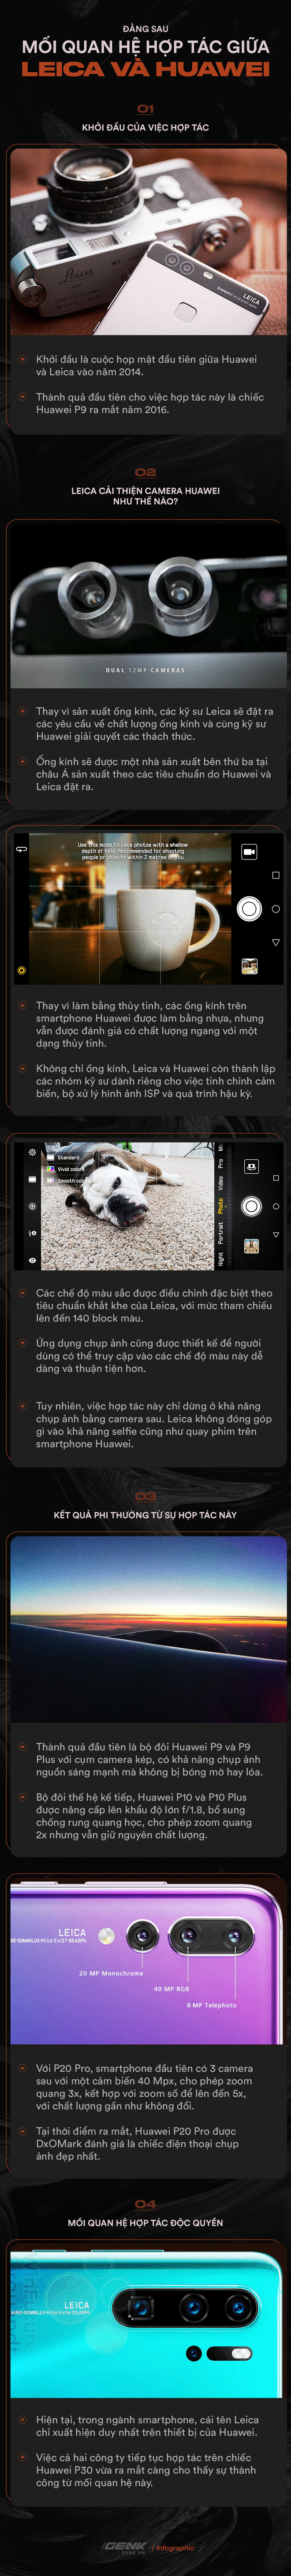 ĐẰNG SAU
MỐI QUAN HỆ HỢP TÁC GIỮA
LEICA VÀ HUAWEI
01
KHỞI ĐẦU CỦA VIỆC HỢP TÁC
Leica
LEICA
Khởi đầu là cuộc họp mặt đầu tiên giữa Huawei
và Leica vào năm 2014.
Thành quả đầu tiên cho việc hợp tác này là chiếc
Huawei P9 ra mắt năm 2016.
02
LEICA CẢI THIỆN CAMERA HUAWEI
NHƯ THẾ NÀO?
DUAL 12MP CAMERAS
Thay vì sản xuất ống kính, các kỹ sư Leica sẽ đặt ra
các yêu cầu về chất lượng ống kính và cùng kỹ sư
Huawei giải quyết các thách thức.
Ống kính sẽ được một nhà sản xuất bên thứ ba tại
châu Á sản xuất theo các tiêu chuẩn do Huawei và
Leica đặt ra.
Use this mode to take photos with a shallow
depth of field. Recommended for shooting
people or objects within 2 metres of you
Thay vì làm bằng thủy tinh, các ống kính trên
smartphone Huawei được làm bằng nhựa, nhưng
vẫn được đánh giá có chất lượng ngang với một
dạng thủy tinh.
Không chỉ ống kính, Leica và Huawei còn thành lập
các nhóm kỹ sư dành riêng cho việc tinh chỉnh cảm
biến, bộ xử lý hình ảnh ISP và quá trình hậu kỳ.
Standard
Vivid colors
Smooth colors
Night Portrait Photo Video Pro
Các chế độ màu sắc được điều chỉnh đặc biệt theo
tiêu chuẩn khắt khe của Leica, với mức tham chiếu
lên đến 140 block màu.
Ứng dụng chụp ảnh cũng được thiết kế để người
dùng có thể truy cập vào các chế độ màu này dễ
dàng và thuận tiện hơn.
Tuy nhiên, việc hợp tác này chỉ dừng ở khả năng
chụp ảnh bằng camera sau. Leica không đóng góp
gì vào khả năng selfie cũng như quay phim trên
smartphone Huawei.
03
KẾT QUẢ PHI THƯỜNG TỪ SỰ HỢP TÁC NÀY
Thành quả đầu tiên là bộ đôi Huawei P9 và P9
Plus với cụm camera kép, có khả năng chụp ảnh
nguồn sáng mạnh mà không bị bóng mờ hay lóa.
Bộ đôi thế hệ kế tiếp, Huawei P10 và P10 Plus
được nâng cấp lên khẩu độ lớn f/1.8, bổ sung
chống rung quang học, cho phép zoom quang
2x nhưng vẫn giữ nguyên chất lượng.
LEICA
20 MP Monochrome
40 MP RGB
8 MP Telephoto
Với P20 Pro, smartphone đầu tiên có 3 camera
sau với một cảm biến 40 Mpx, cho phép zoom
quang 3x, kết hợp với zoom số để lên đến 5x,
với chất lượng gần như không đổi.
Tại thời điểm ra mắt, Huawei P20 Pro được
DxOMark đánh giá là chiếc điện thoại chụp
ảnh đẹp nhất.
04
MỐI QUAN HỆ HỢP TÁC ĐỘC QUYỀN
LEICA
Hiện tại, trong ngành smartphone, cái tên Leica
chỉ xuất hiện duy nhất trên thiết bị của Huawei.
Việc cả hai công ty tiếp tục hợp tác trên chiếc
Huawei P30 vừa ra mắt càng cho thấy sự thành
công từ mối quan hệ này.
GENK | Infographic
GENK.VN